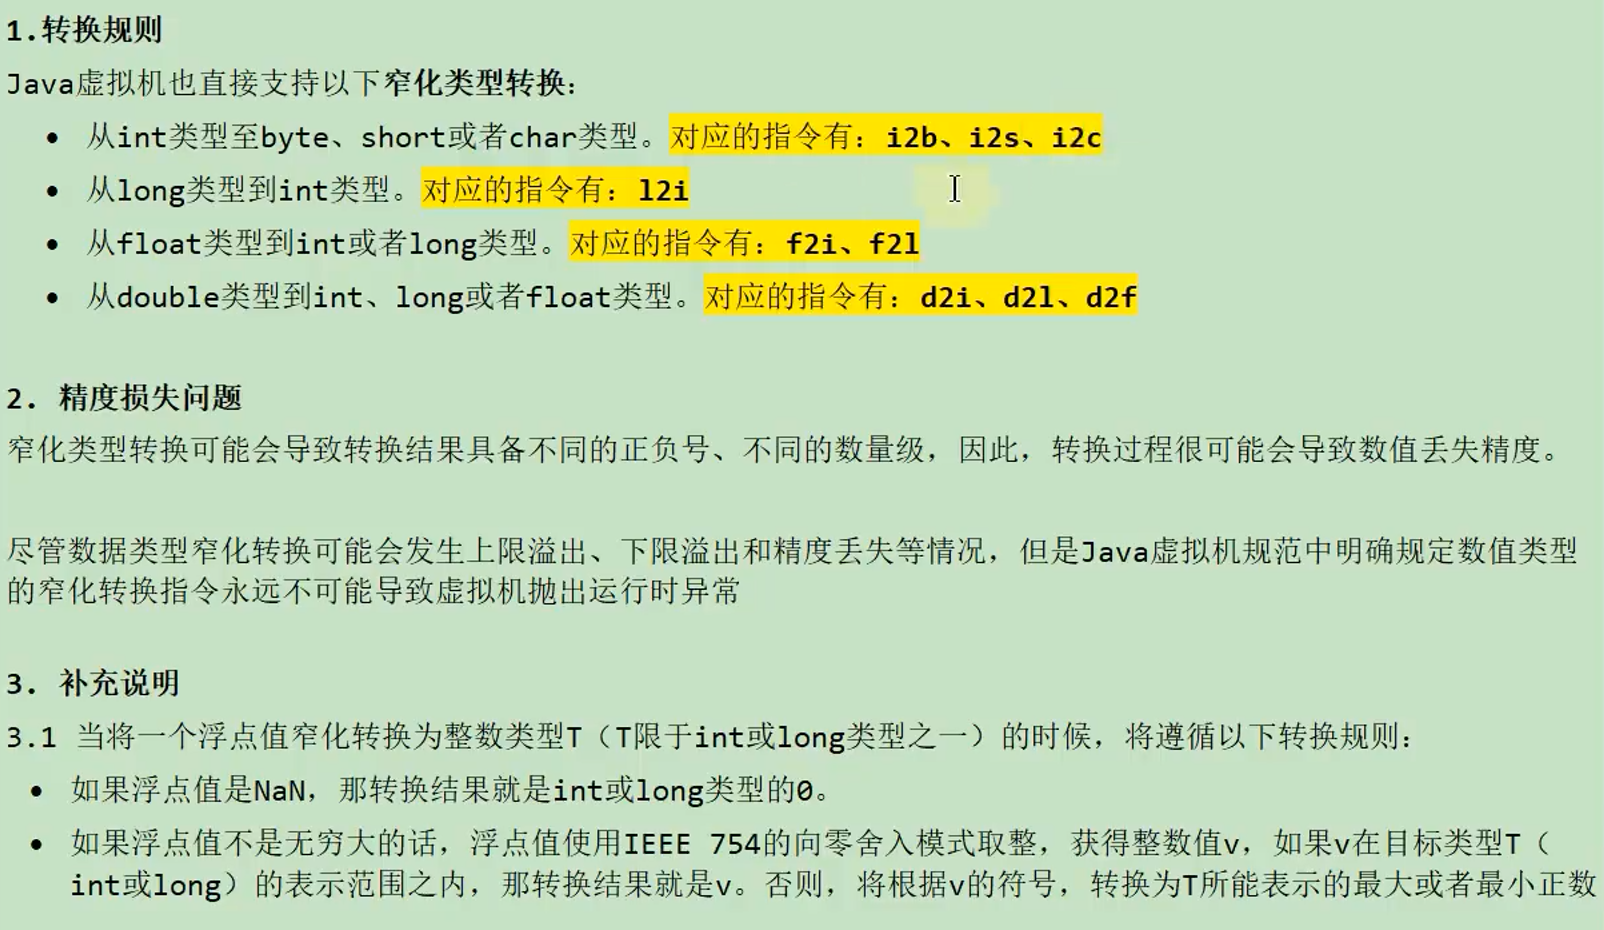 1.转换规则
Java虚拟机也直接支持以下窄化类型转换:
• 从int类型至byte、short或者char类型。对应的指令有: i2b、i2s、i2c
• 从long类型到int类型。对应的指令有: l2i
• 从float类型到int或者long类型。对应的指令有: f2i、f2l
• 从double类型到int、long或者float类型。对应的指令有: d2i、d2l、d2f
2. 精度损失问题
窄化类型转换可能会导致转换结果具备不同的正负号、不同的数量级，因此，转换过程很可能会导致数值丢失精度。
尽管数据类型窄化转换可能会发生上限溢出、下限溢出和精度丢失等情况，但是Java虚拟机规范中明确规定数值类型
的窄化转换指令永远不可能导致虚拟机抛出运行时异常
3. 补充说明
3.1 当将一个浮点值窄化转换为整数类型T（T限于int或long类型之一）的时候，将遵循以下转换规则:
• 如果浮点值是NaN，那转换结果就是int或long类型的0。
• 如果浮点值不是无穷大的话，浮点值使用IEEE 754的向零舍入模式取整，获得整数值v，如果v在目标类型T（
int或long）的表示范围之内，那转换结果就是v。否则，将根据v的符号，转换为T所能表示的最大或者最小正数